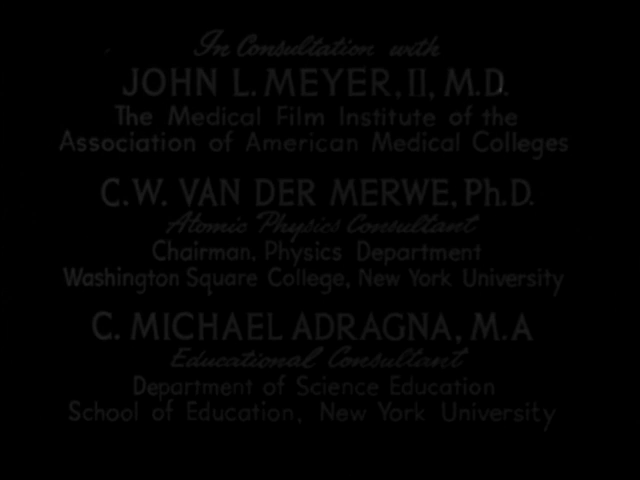 In Consultation with
JOHN L. MEYER, II, M.D.
The Medical Film Institute of the
Association of American Medical Colleges
C.W. VAN DER MERWE, Ph.D.
Atomic Physics Consultant
Chairman, Physics Department
Washington Square College, New York University
C. MICHAEL ADRAGNA, M.A
Educational Consultant
Department of Science Education
School of Education, New York University